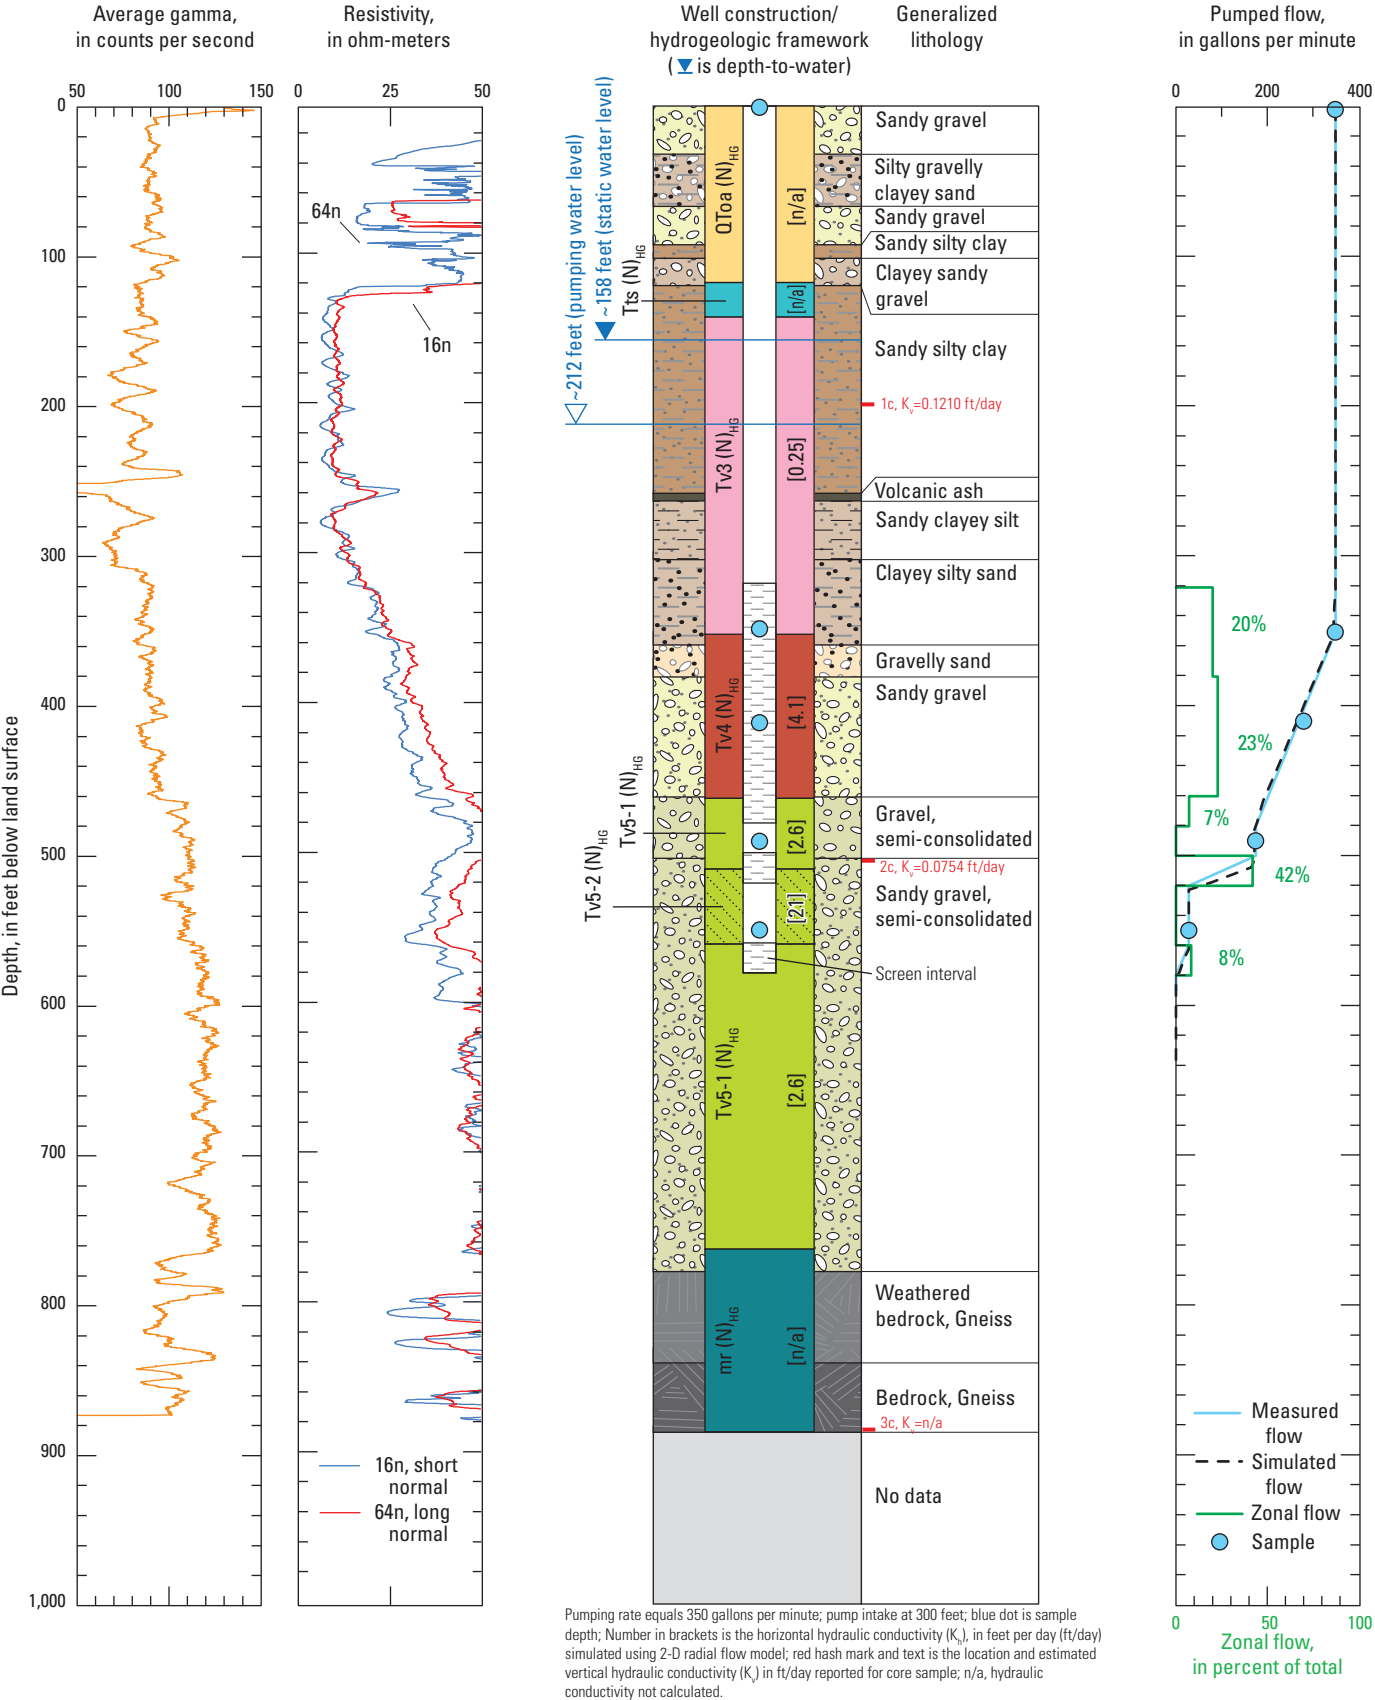 Average gamma,
in counts per second
Resistivity,
in ohm-meters
Well construction/
hydrogeologic framework
( is depth-to-water)
Generalized
lithology
Pumped flow,
in gallons per minute
50 100 150
0 25 50
0 200 400
0
100
200
300
400
500
600
700
800
900
1,000
Depth, in feet below land surface
64n
16n
16n, short
normal
64n, long
normal
~212 feet (pumping water level)
~158 feet (static water level)
Tts (N)HG
QToa (N)HG
[n/a]
[n/a]
Tv3 (N)HG
[0.25]
Tv4 (N)HG
[4.1]
Tv5-1 (N)HG
[2.6]
Tv5-2 (N)HG
[21]
Tv5-1 (N)HG
[2.6]
mr (N)HG
[n/a]
Sandy gravel
Silty gravelly
clayey sand
Sandy gravel
Sandy silty clay
Clayey sandy
gravel
Sandy silty clay
1c, Kv=0.1210 ft/day
Volcanic ash
Sandy clayey silt
Clayey silty sand
Gravelly sand
Sandy gravel
Gravel,
semi-consolidated
2c, Kv=0.0754 ft/day
Sandy gravel,
semi-consolidated
Screen interval
Weathered
bedrock, Gneiss
Bedrock, Gneiss
3c, Kv=n/a
No data
20%
23%
7%
42%
8%
Measured
flow
Simulated
flow
Zonal flow
Sample
0 50 100
Zonal flow,
in percent of total
Pumping rate equals 350 gallons per minute; pump intake at 300 feet; blue dot is sample
depth; Number in brackets is the horizontal hydraulic conductivity (Kh), in feet per day (ft/day)
simulated using 2-D radial flow model; red hash mark and text is the location and estimated
vertical hydraulic conductivity (Kv) in ft/day reported for core sample; n/a, hydraulic
conductivity not calculated.